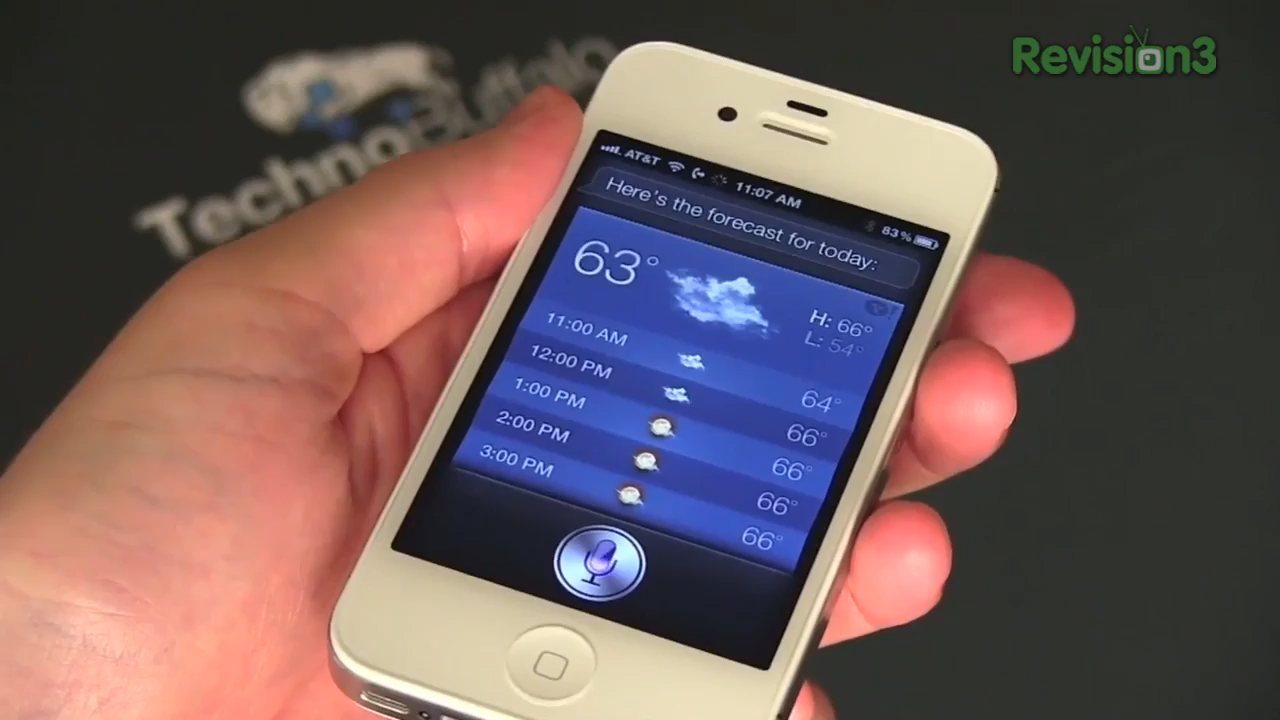 Revision3
TechnoBuffalo
AT&T 11:07 AM 83%
Here's the forecast for today:
63°
H: 66°
L: 54°
11:00 AM 64°
12:00 PM 66°
1:00 PM 66°
2:00 PM 66°
3:00 PM 66°